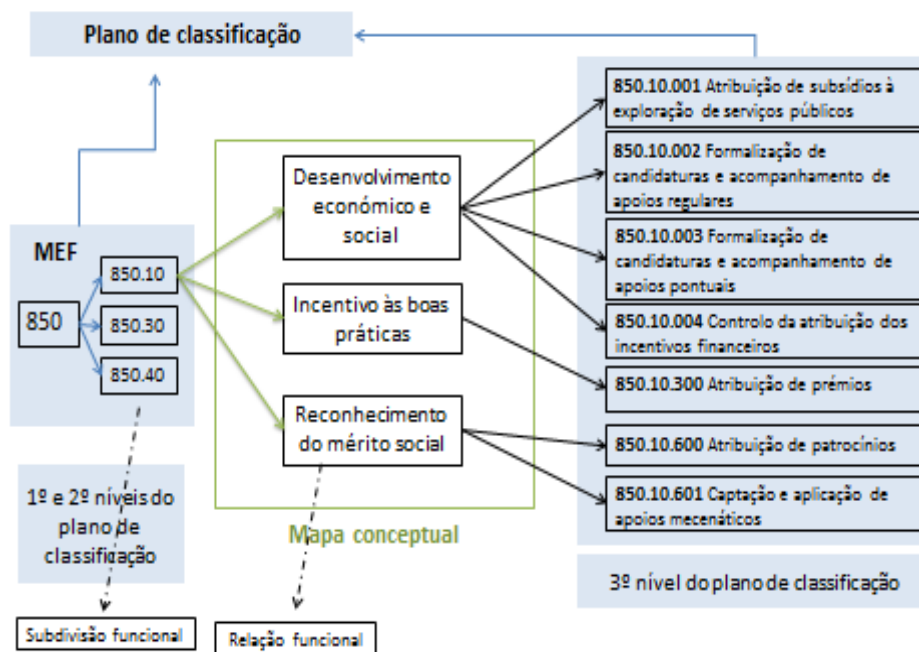 Plano de classificação
MEF
850
850.10
850.30
850.40
1º e 2º níveis do
plano de
classificação
Subdivisão funcional
Desenvolvimento
económico e
social
Incentivo às boas
práticas
Reconhecimento
do mérito social
Mapa conceptual
Relação funcional
850.10.001 Atribuição de subsídios à
exploração de serviços públicos
850.10.002 Formalização de
candidaturas e acompanhamento de
apoios regulares
850.10.003 Formalização de
candidaturas e acompanhamento de
apoios pontuais
850.10.004 Controlo da atribuição dos
incentivos financeiros
850.10.300 Atribuição de prémios
850.10.600 Atribuição de patrocínios
850.10.601 Captação e aplicação de
apoios mecenáticos
3º nível do plano de classificação